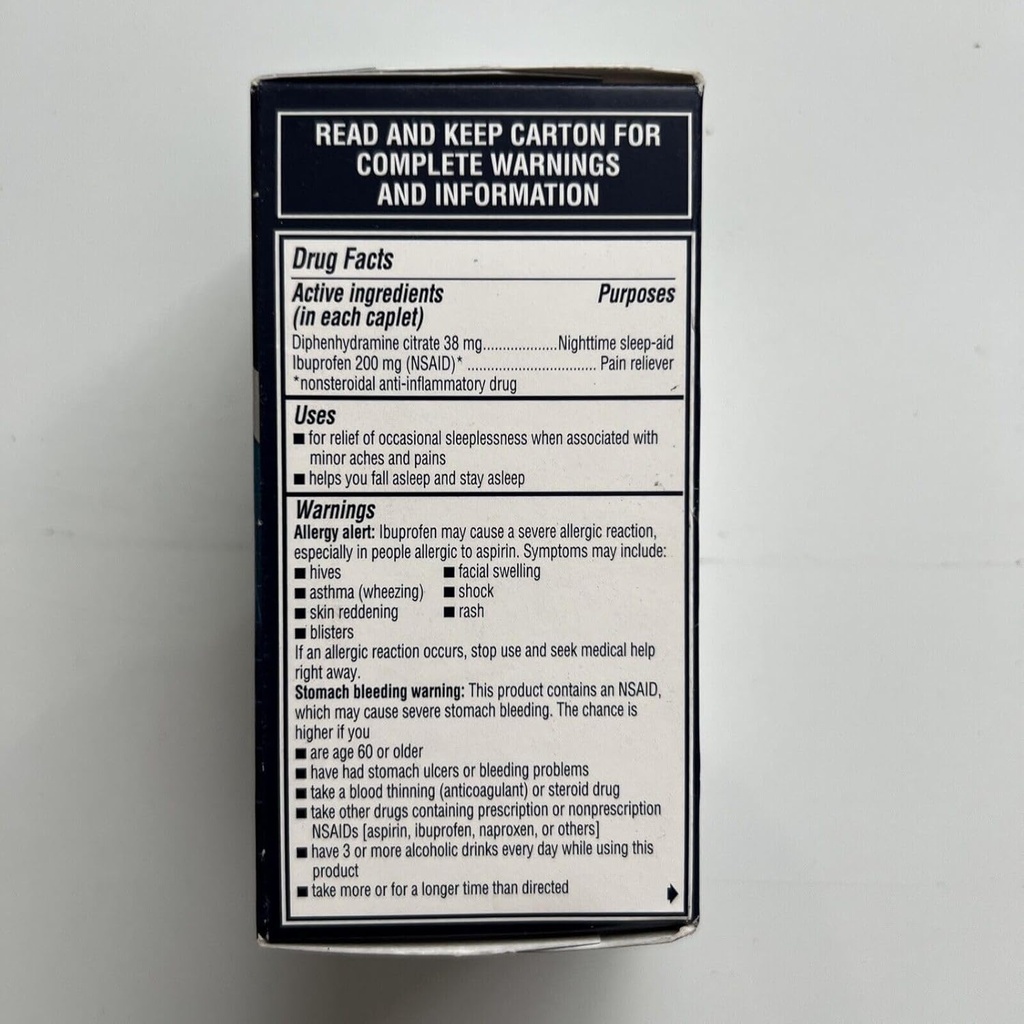 READ AND KEEP CARTON FOR
COMPLETE WARNINGS
AND INFORMATION
Drug Facts
Active ingredients Purposes
(in each caplet)
Diphenhydramine citrate 38 mg..................Nighttime sleep-aid
Ibuprofen 200 mg (NSAID)* ............................... Pain reliever
*nonsteroidal anti-inflammatory drug
Uses
■ for relief of occasional sleeplessness when associated with
minor aches and pains
■ helps you fall asleep and stay asleep
Warnings
Allergy alert: Ibuprofen may cause a severe allergic reaction,
especially in people allergic to aspirin. Symptoms may include:
■ hives ■ facial swelling
■ asthma (wheezing) ■ shock
■ skin reddening ■ rash
■ blisters
If an allergic reaction occurs, stop use and seek medical help
right away.
Stomach bleeding warning: This product contains an NSAID,
which may cause severe stomach bleeding. The chance is
higher if you
■ are age 60 or older
■ have had stomach ulcers or bleeding problems
■ take a blood thinning (anticoagulant) or steroid drug
■ take other drugs containing prescription or nonprescription
NSAIDs [aspirin, ibuprofen, naproxen, or others]
■ have 3 or more alcoholic drinks every day while using this
product
■ take more or for a longer time than directed